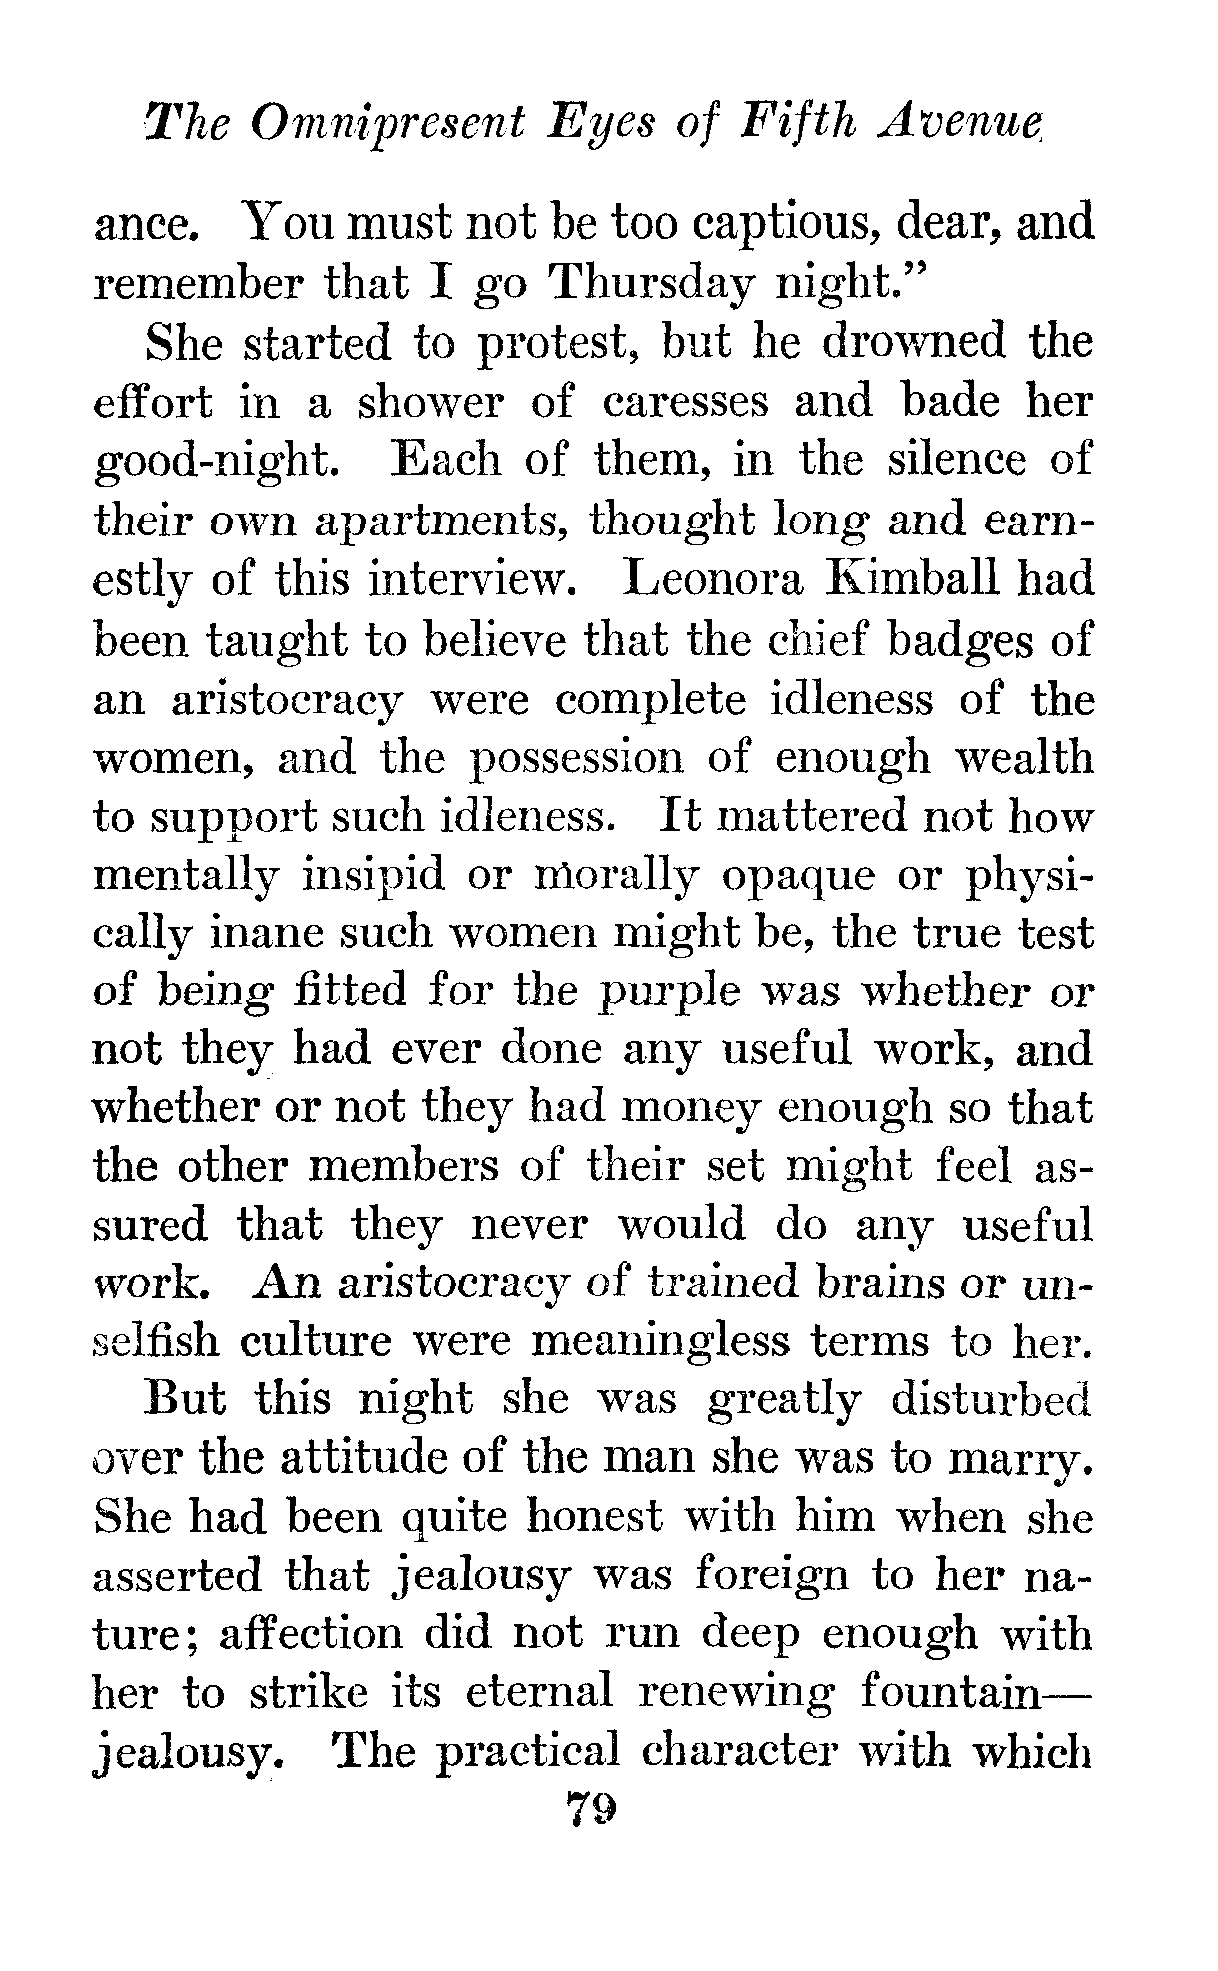 The Omnipresent Eyes of Fifth Avenue
ance. You must not be too captious, dear, and
remember that I go Thursday night."
She started to protest, but he drowned the
effort in a shower of caresses and bade her
good-night. Each of them, in the silence of
their own apartments, thought long and earn-
estly of this interview. Leonora Kimball had
been taught to believe that the chief badges of
an aristocracy were complete idleness of the
women, and the possession of enough wealth
to support such idleness. It mattered not how
mentally insipid or morally opaque or physi-
cally inane such women might be, the true test
of being fitted for the purple was whether or
not they had ever done any useful work, and
whether or not they had money enough so that
the other members of their set might feel as-
sured that they never would do any useful
work. An aristocracy of trained brains or un-
selfish culture were meaningless terms to her.
But this night she was greatly disturbed
over the attitude of the man she was to marry.
She had been quite honest with him when she
asserted that jealousy was foreign to her na-
ture; affection did not run deep enough with
her to strike its eternal renewing fountain—
jealousy. The practical character with which
79